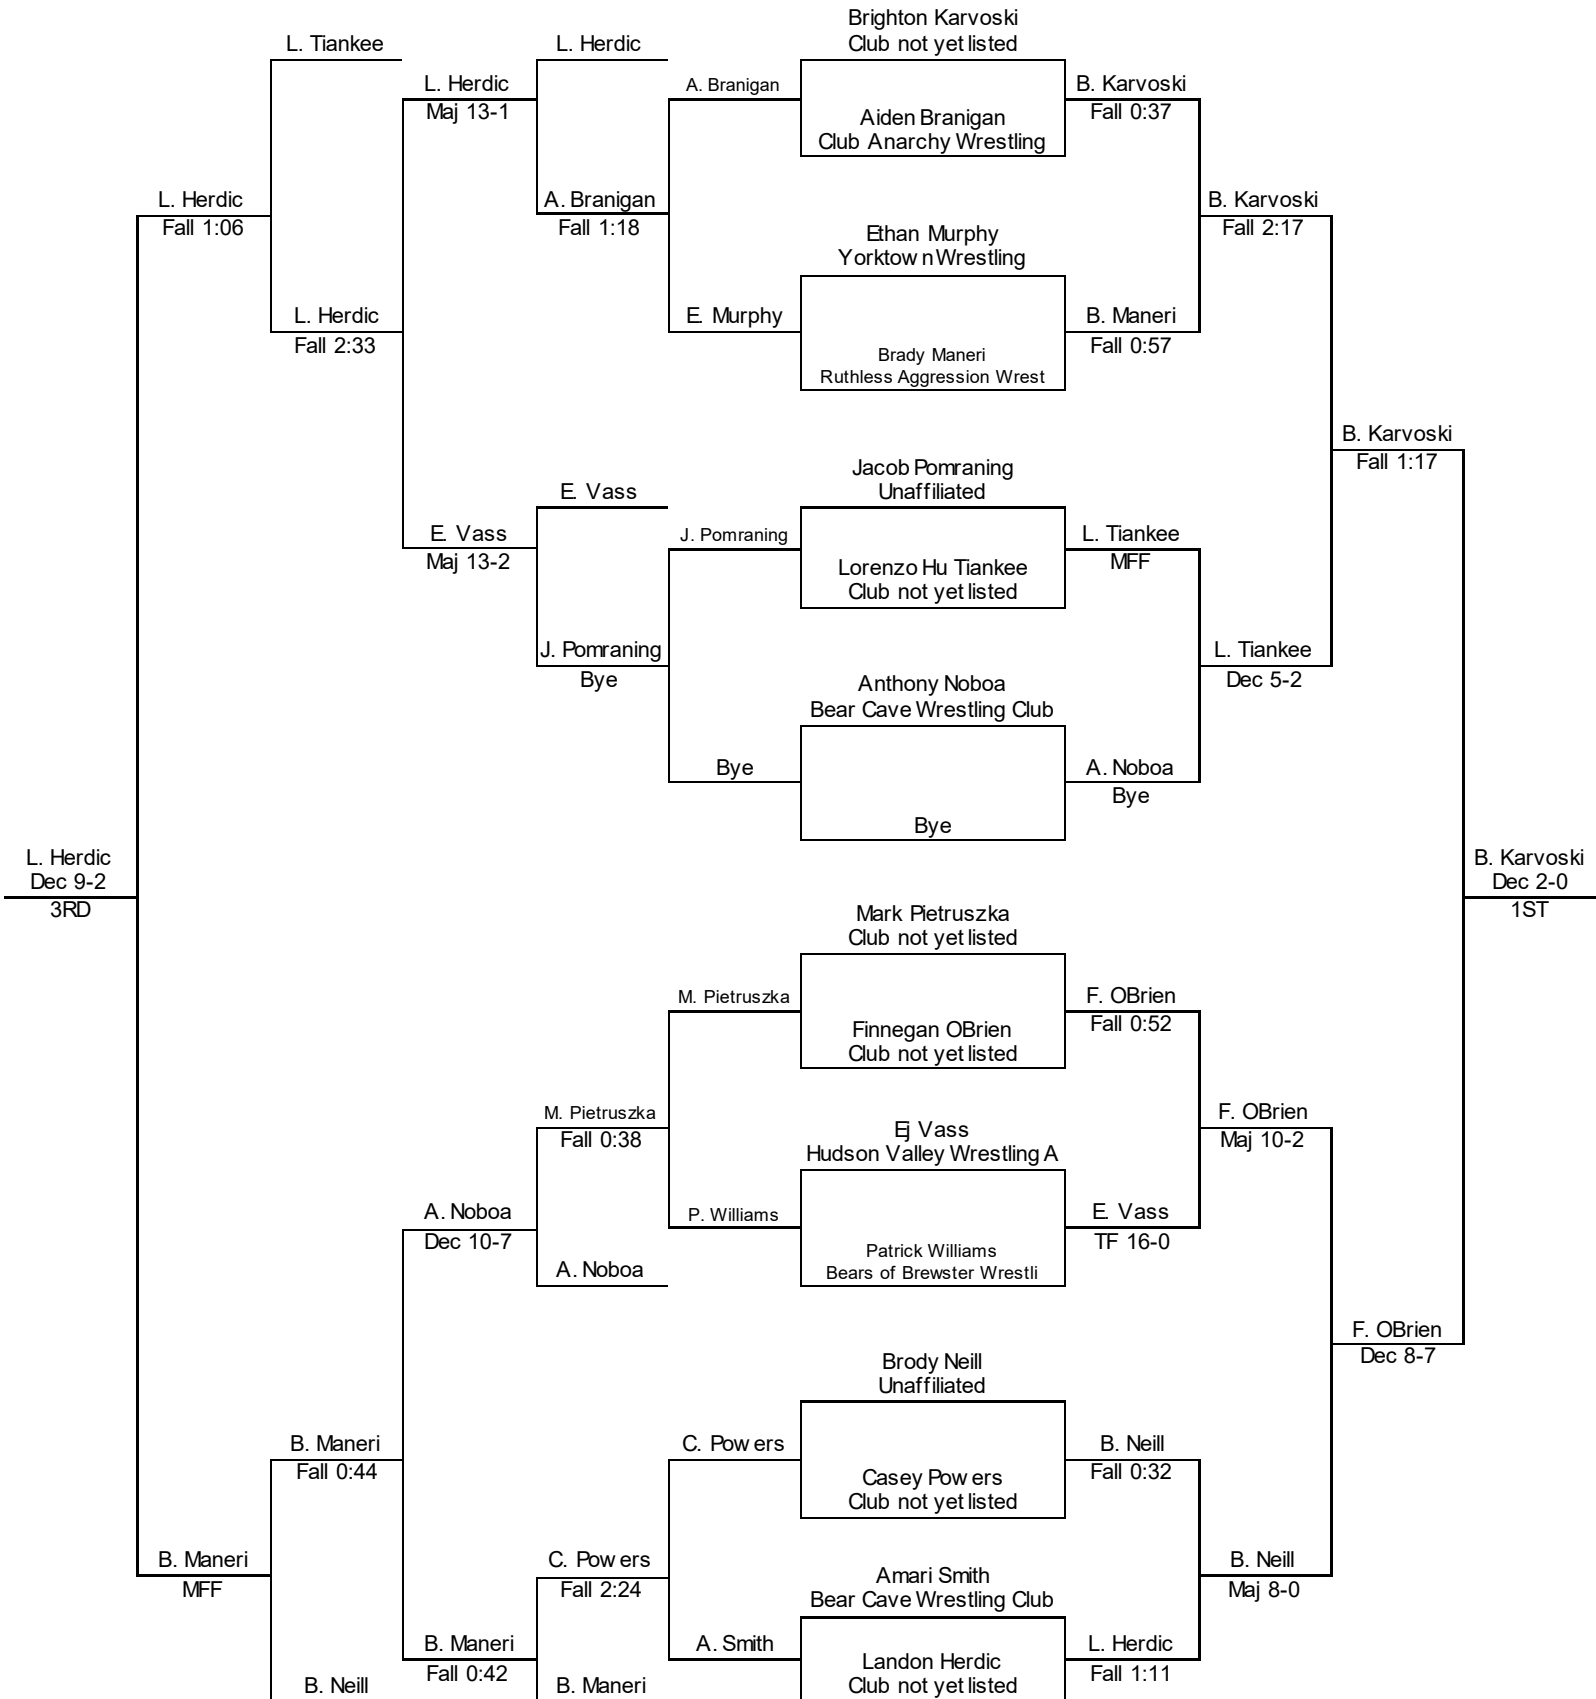 Brighton Karvoski
L. Tiankee
L. Herdic
Club not yet listed
L. Herdic
A. Branigan
B. Karvoski
Maj 13-1
Fall 0:37
Aiden Branigan
Club Anarchy Wrestling
L. Herdic
A. Branigan
B. Karvoski
Fall 1:06
Fall 1:18
Fall 2:17
Ethan Murphy
Yorktown Wrestling
L. Herdic
E. Murphy
B. Maneri
Fall 2:33
Fall 0:57
Brady Maneri
Ruthless Aggression Wrest
B. Karvoski
Fall 1:17
Jacob Pomraning
E. Vass
Unaffiliated
E. Vass
J. Pomraning
L. Tiankee
Maj 13-2
MFF
Lorenzo Hu Tiankee
Club not yet listed
J. Pomraning
L. Tiankee
Bye
Dec 5-2
Anthony Noboa
Bear Cave Wrestling Club
Bye
A. Noboa
Bye
Bye
L. Herdic
B. Karvoski
Dec 9-2
Dec 2-0
3RD
1ST
Mark Pietruszka
Club not yet listed
M. Pietruszka
F. OBrien
Fall 0:52
Finnegan OBrien
Club not yet listed
M. Pietruszka
F. OBrien
Fall 0:38
Maj 10-2
Ej Vass
Hudson Valley Wrestling A
A. Noboa
P. Williams
E. Vass
Dec 10-7
TF 16-0
Patrick Williams
A. Noboa
Bears of Brewster Wrestli
F. OBrien
Dec 8-7
Brody Neill
Unaffiliated
B. Maneri
C. Powers
B. Neill
Fall 0:44
Fall 0:32
Casey Powers
Club not yet listed
B. Maneri
C. Powers
B. Neill
MFF
Fall 2:24
Maj 8-0
Amari Smith
Bear Cave Wrestling Club
B. Maneri
A. Smith
L. Herdic
Fall 0:42
Fall 1:11
Landon Herdic
B. Neill
B. Maneri
Club not yet listed